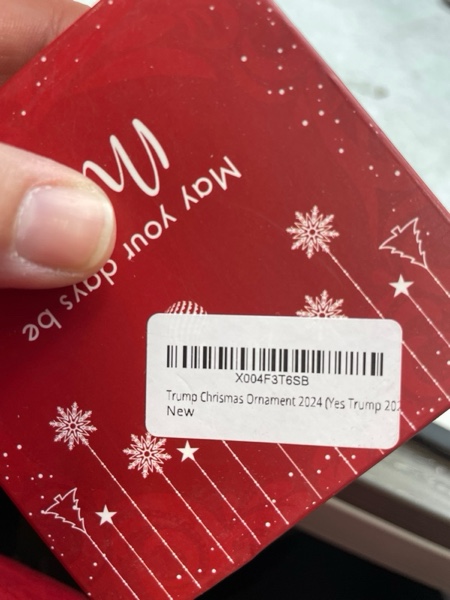 May your days be
X004F3T6SB
Trump Chrismas Ornament 2024 (Yes Trump 202
New